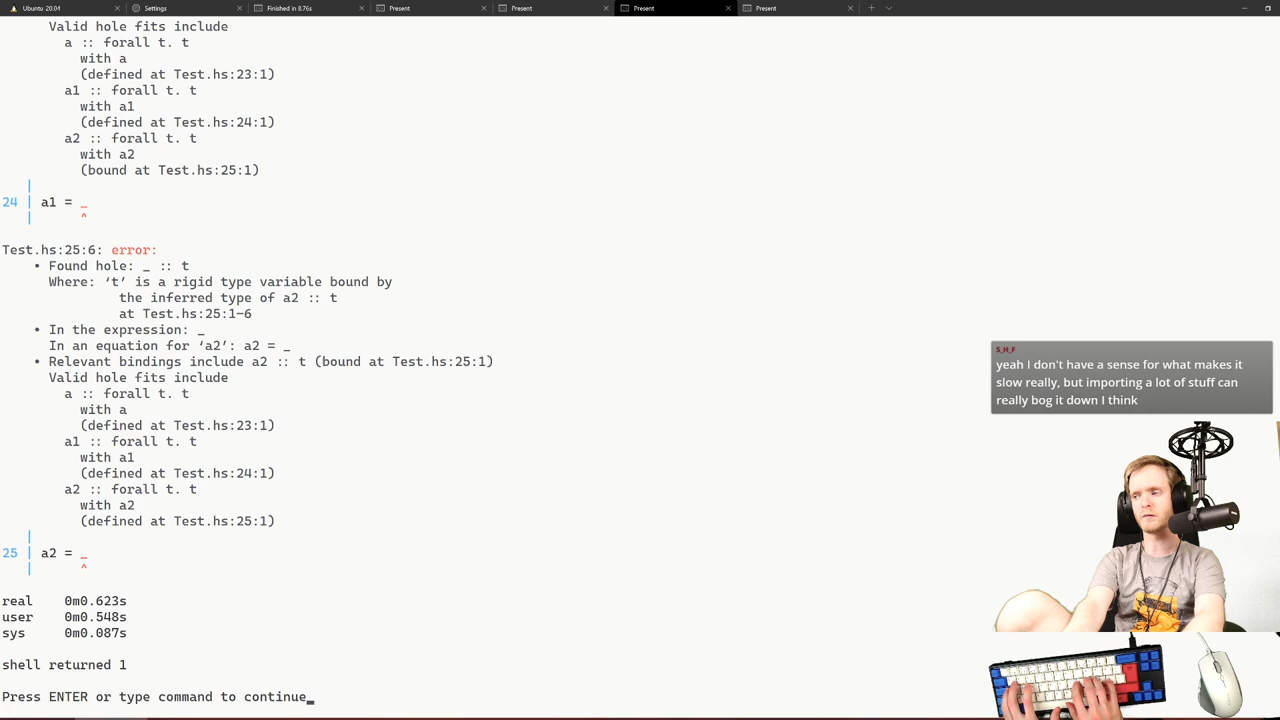 Ubuntu 20.04
Settings
Finished in 8.76s
Present
Present
Present
Present
Valid hole fits include
a :: forall t. t
with a
(defined at Test.hs:23:1)
a1 :: forall t. t
with a1
(defined at Test.hs:24:1)
a2 :: forall t. t
with a2
(bound at Test.hs:25:1)
|
24 | a1 = _
| ^
Test.hs:25:6: error:
• Found hole: _ :: t
Where: ‘t’ is a rigid type variable bound by
the inferred type of a2 :: t
at Test.hs:25:1-6
• In the expression: _
In an equation for ‘a2’: a2 = _
• Relevant bindings include a2 :: t (bound at Test.hs:25:1)
Valid hole fits include
a :: forall t. t
with a
(defined at Test.hs:23:1)
a1 :: forall t. t
with a1
(defined at Test.hs:24:1)
a2 :: forall t. t
with a2
(defined at Test.hs:25:1)
|
25 | a2 = _
| ^
real 0m0.623s
user 0m0.548s
sys 0m0.087s
shell returned 1
Press ENTER or type command to continue
S_H_F
yeah I don't have a sense for what makes it
slow really, but importing a lot of stuff can
really bog it down I think